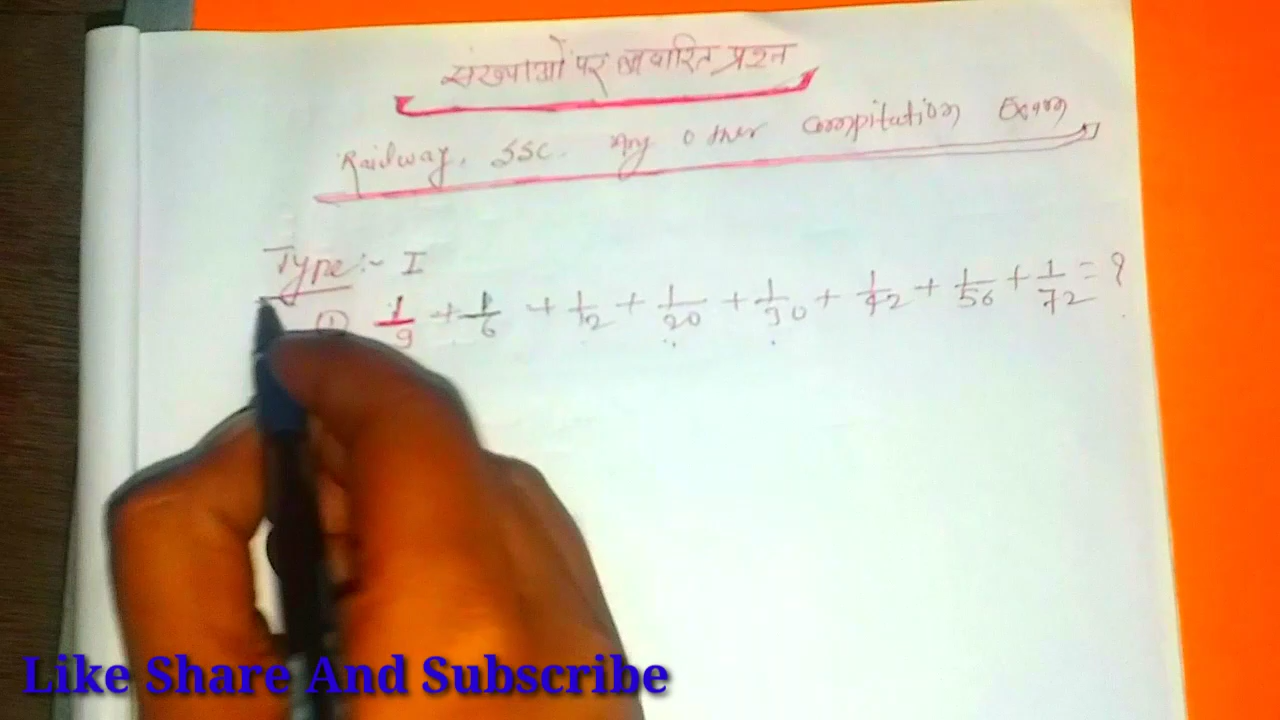 संख्याओं पर आधारित प्रश्न
Railway, SSC. Any other Compitation Exam
Type:- I
① 1/9 + 1/6 + 1/12 + 1/20 + 1/30 + 1/42 + 1/56 + 1/72 = ?
Like Share And Subscribe